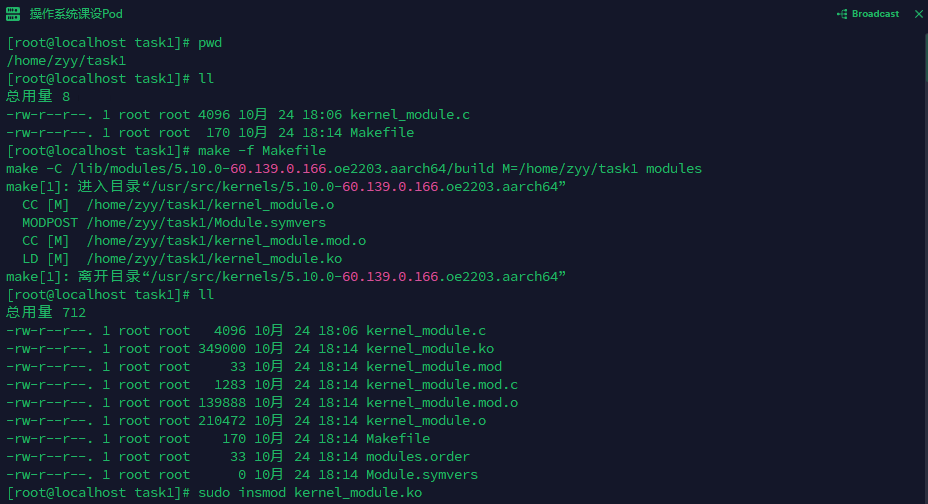 操作系统课设Pod
Broadcast
[root@localhost task1]# pwd
/home/zyy/task1
[root@localhost task1]# ll
总用量 8
-rw-r--r--. 1 root root 4096 10月 24 18:06 kernel_module.c
-rw-r--r--. 1 root root  170 10月 24 18:14 Makefile
[root@localhost task1]# make -f Makefile
make -C /lib/modules/5.10.0-60.139.0.166.oe2203.aarch64/build M=/home/zyy/task1 modules
make[1]: 进入目录“/usr/src/kernels/5.10.0-60.139.0.166.oe2203.aarch64”
  CC [M]  /home/zyy/task1/kernel_module.o
  MODPOST /home/zyy/task1/Module.symvers
  CC [M]  /home/zyy/task1/kernel_module.mod.o
  LD [M]  /home/zyy/task1/kernel_module.ko
make[1]: 离开目录“/usr/src/kernels/5.10.0-60.139.0.166.oe2203.aarch64”
[root@localhost task1]# ll
总用量 712
-rw-r--r--. 1 root root   4096 10月 24 18:06 kernel_module.c
-rw-r--r--. 1 root root 349000 10月 24 18:14 kernel_module.ko
-rw-r--r--. 1 root root     33 10月 24 18:14 kernel_module.mod
-rw-r--r--. 1 root root   1283 10月 24 18:14 kernel_module.mod.c
-rw-r--r--. 1 root root 139888 10月 24 18:14 kernel_module.mod.o
-rw-r--r--. 1 root root 210472 10月 24 18:14 kernel_module.o
-rw-r--r--. 1 root root    170 10月 24 18:14 Makefile
-rw-r--r--. 1 root root     33 10月 24 18:14 modules.order
-rw-r--r--. 1 root root      0 10月 24 18:14 Module.symvers
[root@localhost task1]# sudo insmod kernel_module.ko